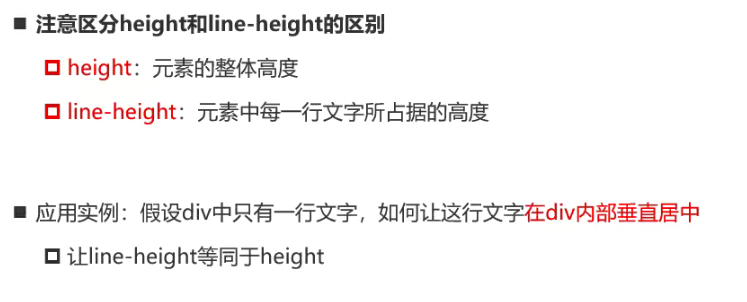 ■ 注意区分height和line-height的区别
height：元素的整体高度
line-height：元素中每一行文字所占据的高度
■ 应用实例：假设div中只有一行文字，如何让这行文字在div内部垂直居中
让line-height等同于height